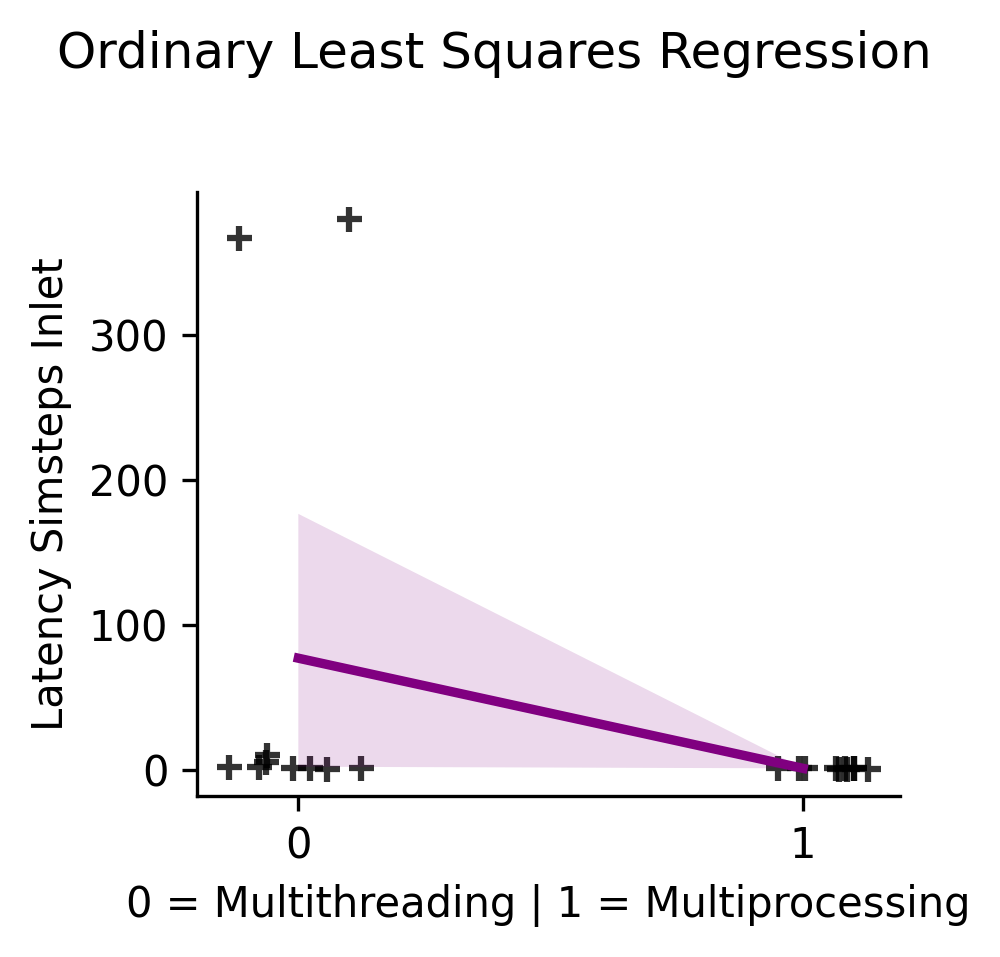 Ordinary Least Squares Regression
Latency Simsteps Inlet
300
200
100
0
0 1
0 = Multithreading | 1 = Multiprocessing